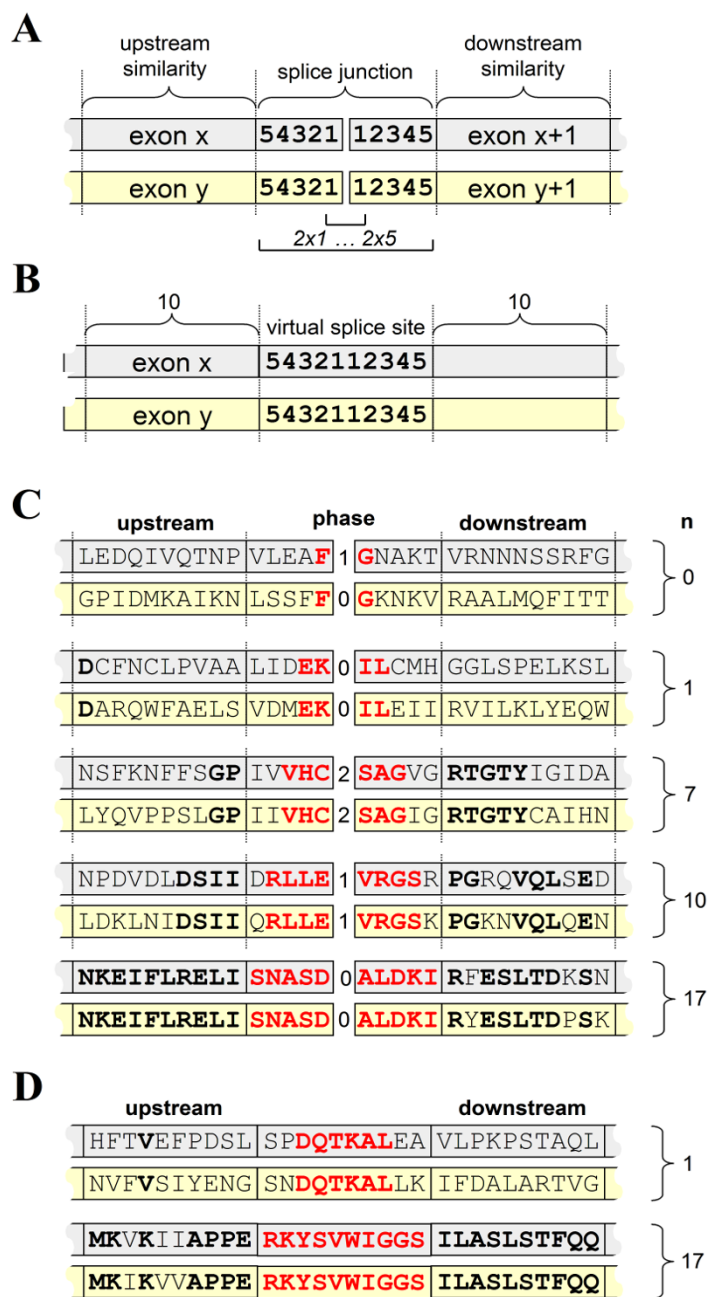 A
upstream similarity
splice junction
downstream similarity
exon x 54321 12345 exon x+1
exon y 54321 12345 exon y+1
2x1 ... 2x5
B
10 virtual splice site 10
exon x 5432112345
exon y 5432112345
C
upstream phase downstream n
LEDQIVQTNP VLEAF 1 GNAKT VRNNNSSRFG
GPIDMKAIKN LSSFF 0 GKNKV RAALMQFITT
0
DCFNCLPVAA LIDEK 0 ILCMH GGLSPELKSL
DARQWFAELS VDMEK 0 ILEII RVILKLYEQW
1
NSFKNFFSGP IVVHC 2 SAGVG RTGTYIGIDA
LYQVPPSLGP IIVHC 2 SAGIG RTGTYCAIHN
7
NPDVDLDSII DRLLE 1 VRGSR PGRQVQLSED
LDKLNIDSII QRLLE 1 VRGSK PGKNVQLQEN
10
NKEIFLRELI SNASD 0 ALDKI RFESLTDKSN
NKEIFLRELI SNASD 0 ALDKI RYESLTDPSK
17
D
upstream downstream
HFTVEFPDSL SPDQTKALEA VLPKPSTAQL
NVFVSIYENG SNDQTKALLK IFDALARTVG
1
MKVKIIAPPE RKYSVWIGGS ILASLSTFQQ
MKIKVVAPPE RKYSVWIGGS ILASLSTFQQ
17